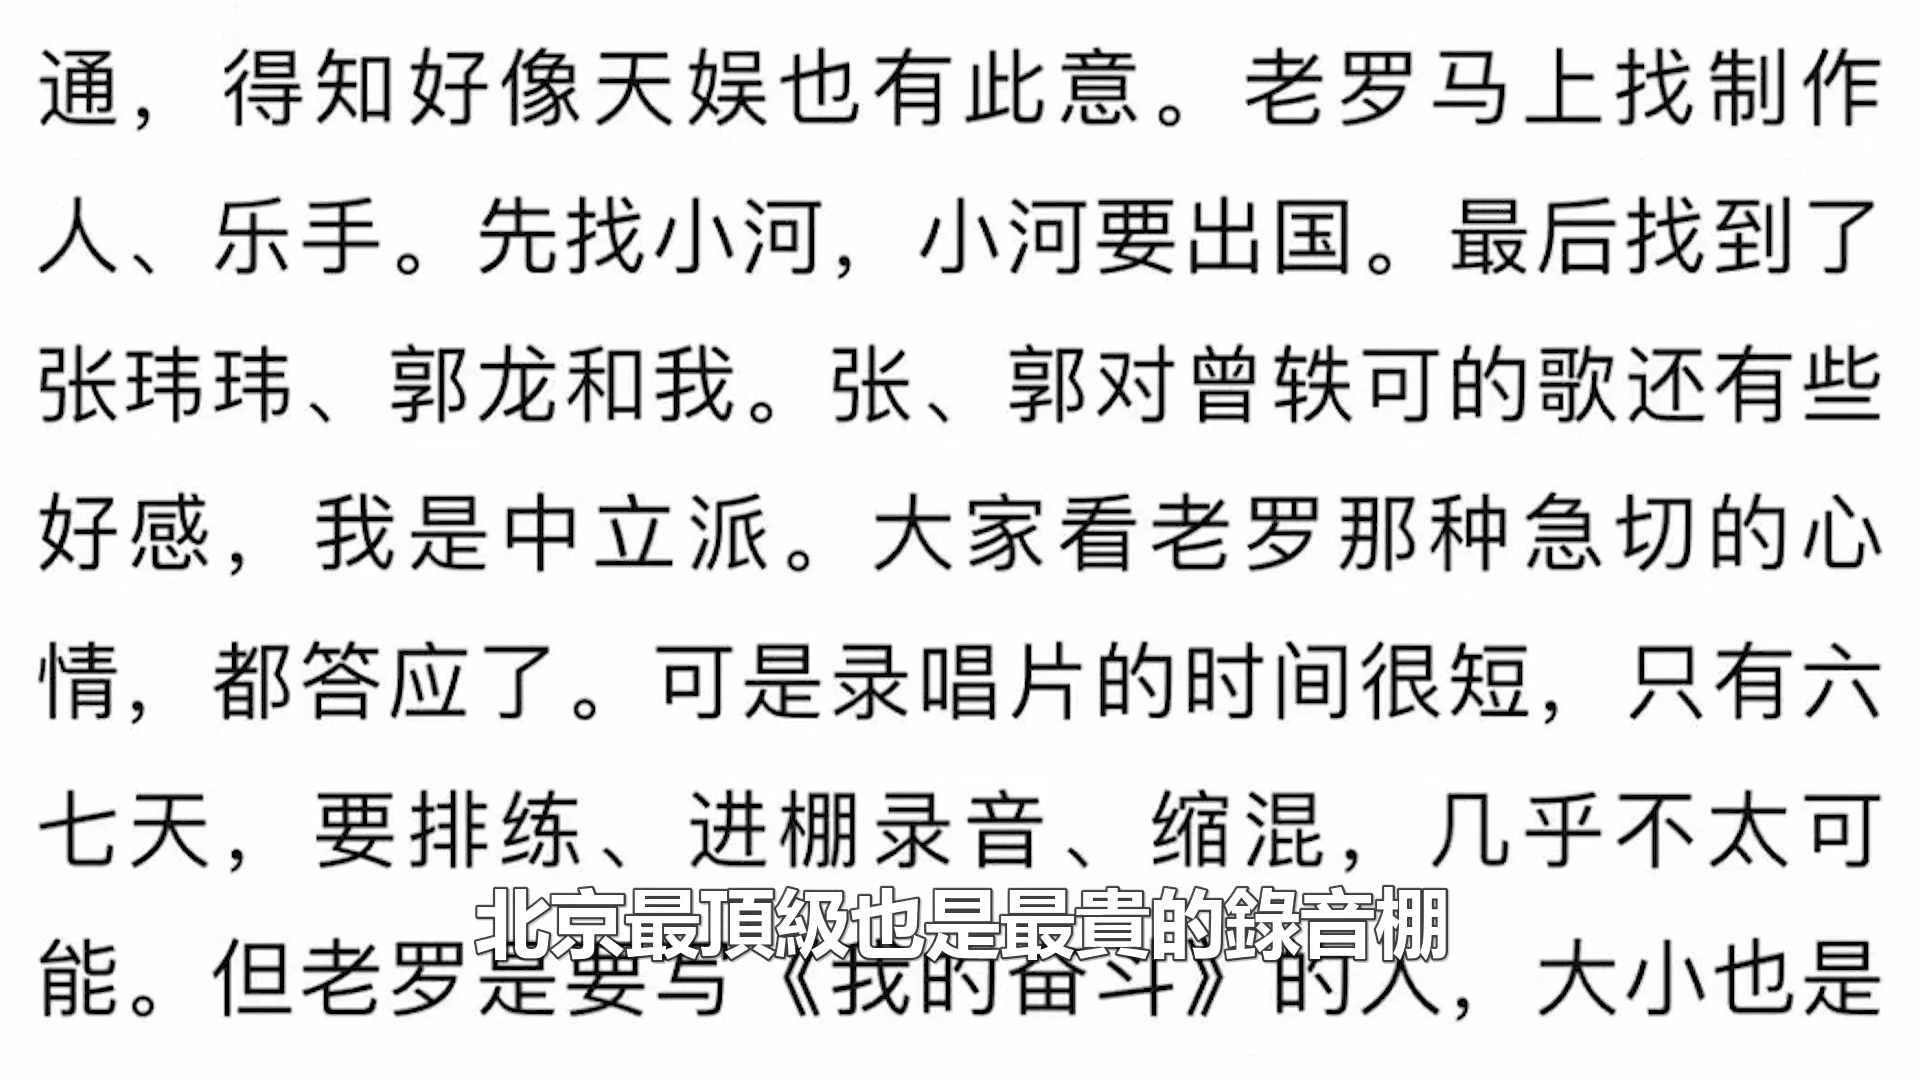 通，得知好像天娱也有此意。老罗马上找制作
人、乐手。先找小河，小河要出国。最后找到了
张玮玮、郭龙和我。张、郭对曾轶可的歌还有些
好感，我是中立派。大家看老罗那种急切的心
情，都答应了。可是录唱片的时间很短，只有六
七天，要排练、进棚录音、缩混，几乎不太可
北京最頂級也是最貴的錄音棚
能。但老罗是要写《我的奋斗》的人，大小也是